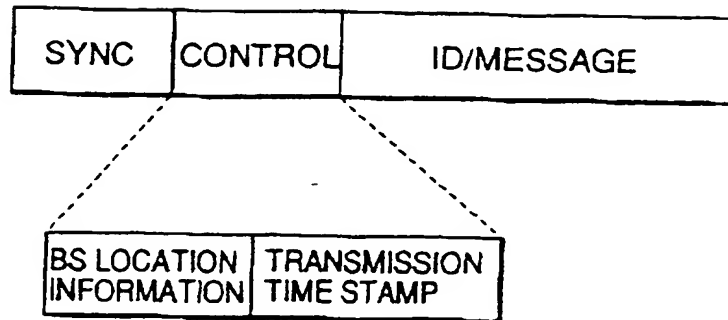 SYNC CONTROL ID/MESSAGE
BS LOCATION TRANSMISSION
INFORMATION TIME STAMP